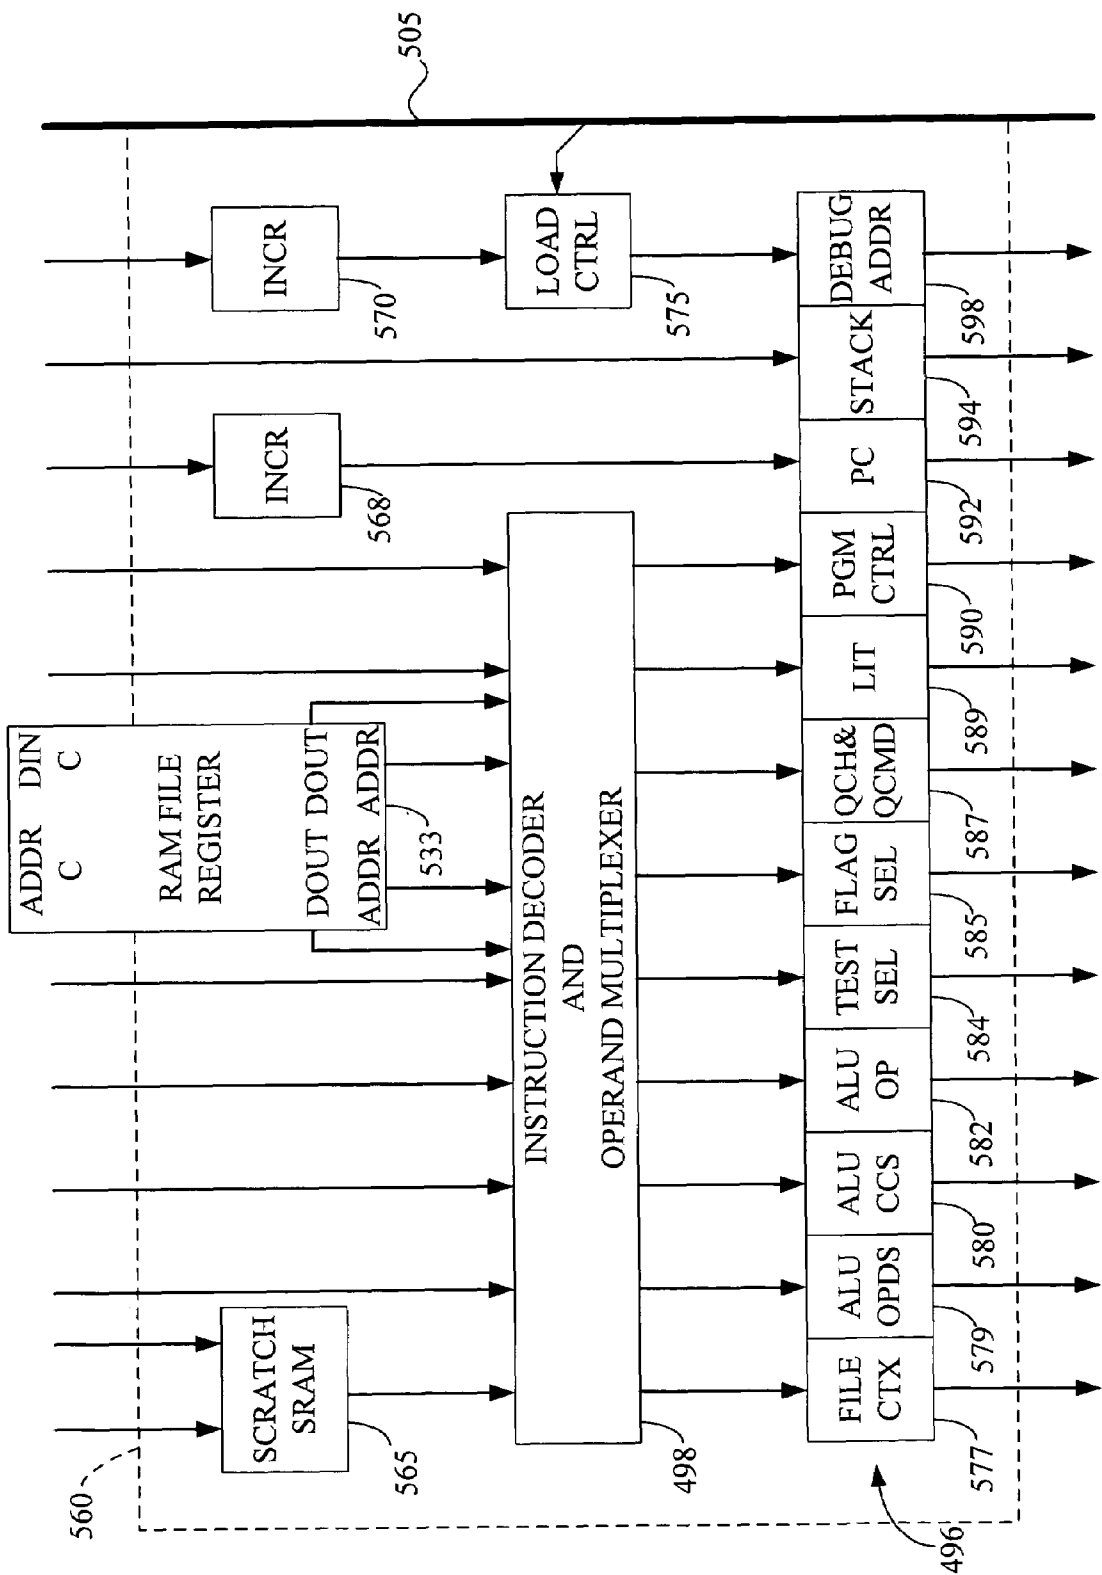 560
SCRATCH
SRAM
565
ADDR DIN
C C
RAM FILE
REGISTER
DOUT DOUT
ADDR ADDR
533
INCR
568
INCR
570
505
INSTRUCTION DECODER
AND
OPERAND MULTIPLEXER
498
LOAD
CTRL
575
496
FILE
CTX
577
ALU
OPDS
579
ALU
CCS
580
ALU
OP
582
TEST
SEL
584
FLAG
SEL
585
QCH&
QCMD
587
LIT
589
PGM
CTRL
590
PC
592
STACK
594
DEBUG
ADDR
598